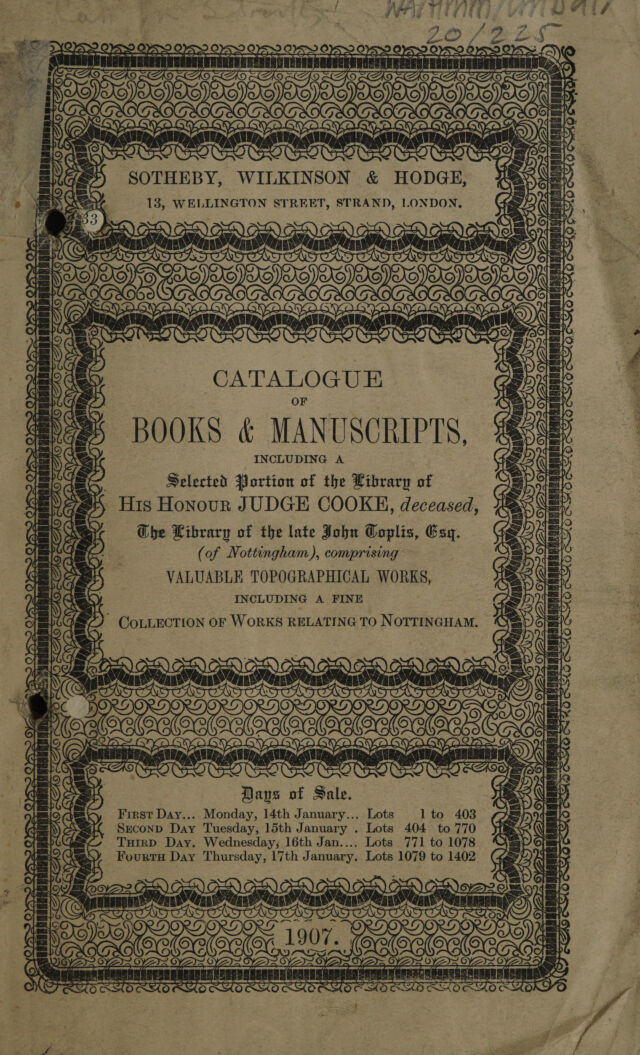 20/225
SOTHEBY, WILKINSON & HODGE,
13, WELLINGTON STREET, STRAND, LONDON.
33
CATALOGUE
OF
BOOKS & MANUSCRIPTS,
INCLUDING A
Selected Portion of the Library of
HIS HONOUR JUDGE COOKE, deceased,
The Library of the late John Toplis, Esq.
(of Nottingham), comprising
VALUABLE TOPOGRAPHICAL WORKS,
INCLUDING A FINE
COLLECTION OF WORKS RELATING TO NOTTINGHAM.
Days of Sale.
FIRST DAY... Monday, 14th January... Lots 1 to 403
SECOND DAY Tuesday, 15th January . Lots 404 to 770
THIRD DAY. Wednesday, 16th Jan.... Lots 771 to 1078
FOURTH DAY Thursday, 17th January. Lots 1079 to 1402
1907.